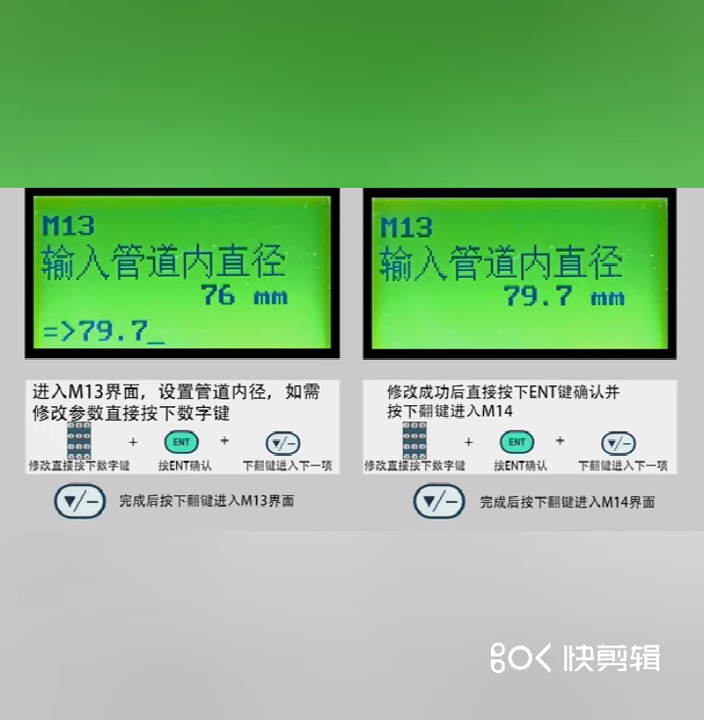 M13
输入管道内直径
76 mm
=>79.7_
M13
输入管道内直径
79.7 mm
进入M13界面，设置管道内径，如需
修改参数直接按下数字键
+ ENT + ▼/−
修改直接按下数字键 按ENT确认 下翻键进入下一项
▼/− 完成后按下翻键进入M13界面
修改成功后直接按下ENT键确认并
按下翻键进入M14
+ ENT + ▼/−
修改直接按下数字键 按ENT确认 下翻键进入下一项
▼/− 完成后按下翻键进入M14界面
快剪辑